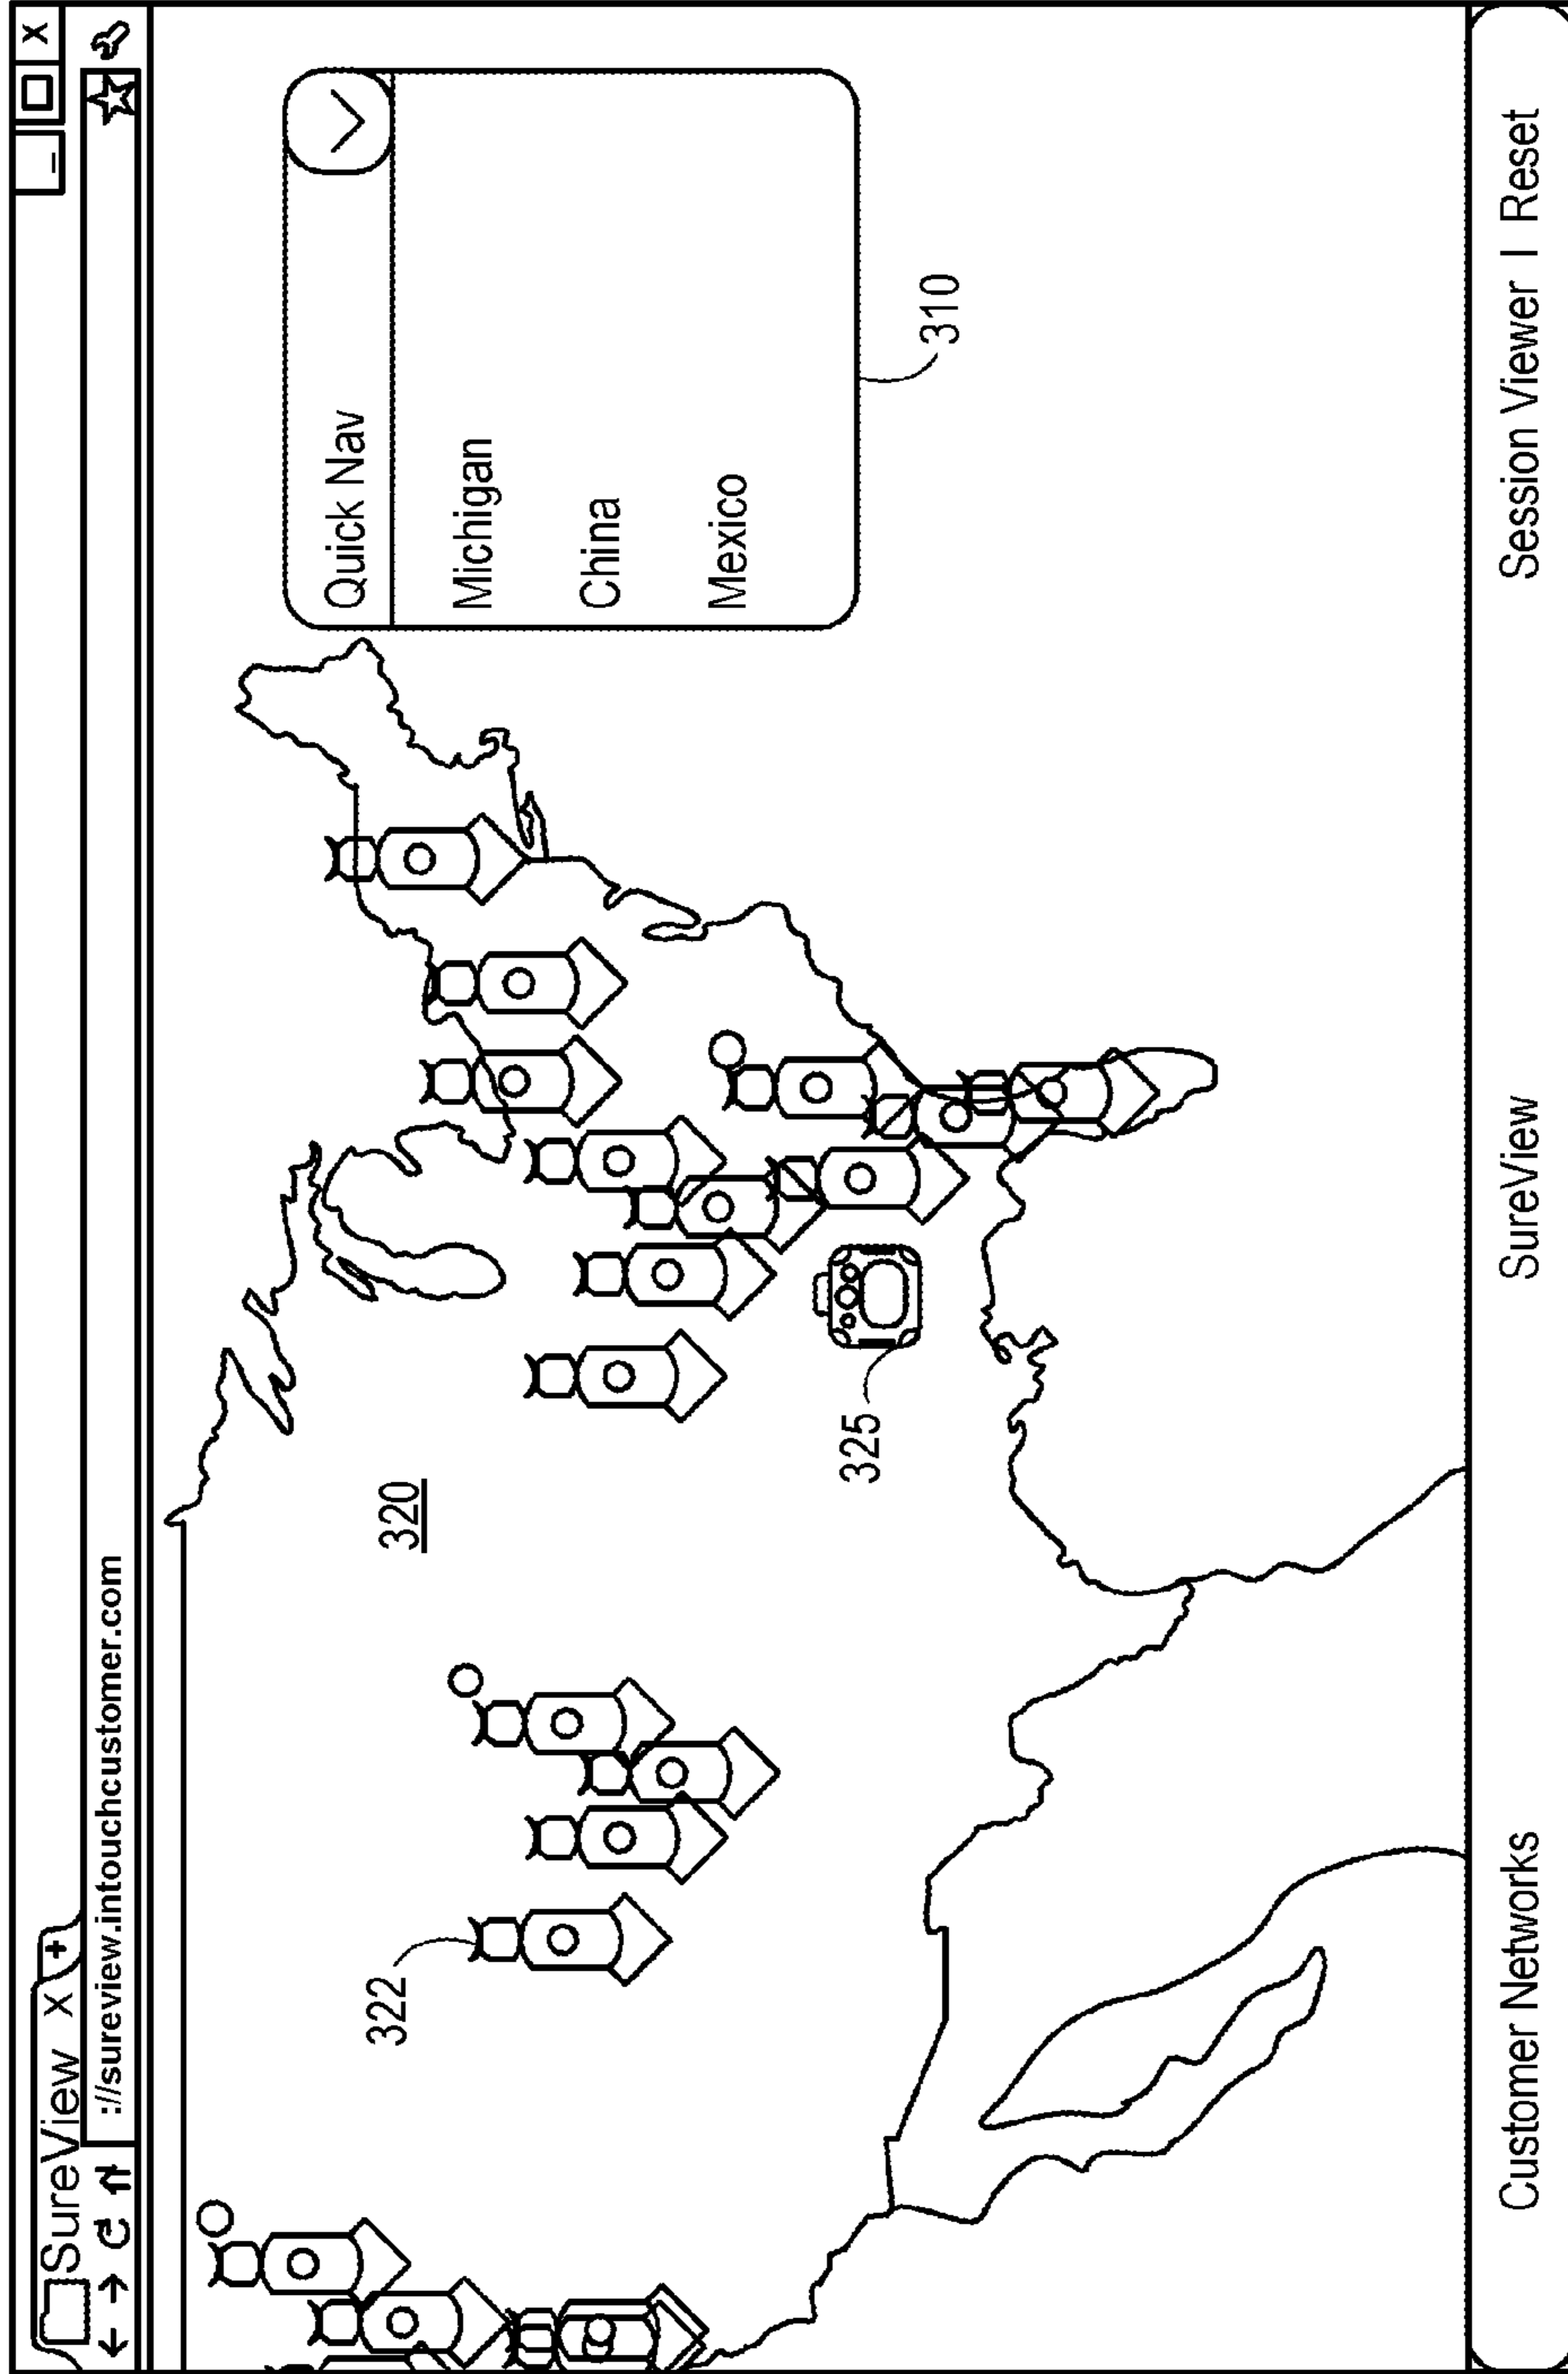 SureView X +
://sureview.intouchcustomer.com
_ X
Quick Nav
Michigan
China
Mexico
310
320
322
325
Customer Networks
SureView
Session Viewer | Reset